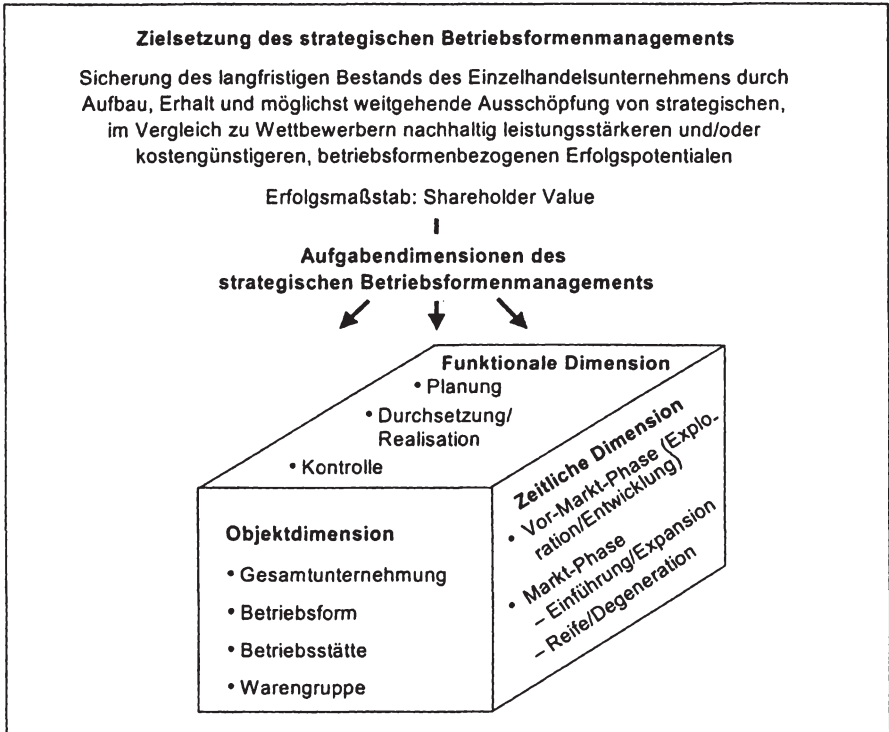 Zielsetzung des strategischen Betriebsformenmanagements
Sicherung des langfristigen Bestands des Einzelhandelsunternehmens durch
Aufbau, Erhalt und möglichst weitgehende Ausschöpfung von strategischen,
im Vergleich zu Wettbewerbern nachhaltig leistungsstärkeren und/oder
kostengünstigeren, betriebsformenbezogenen Erfolgspotentialen
Erfolgsmaßstab: Shareholder Value
Aufgabendimensionen des
strategischen Betriebsformenmanagements
Funktionale Dimension
• Planung
• Durchsetzung/
Realisation
• Kontrolle
Objektdimension
• Gesamtunternehmung
• Betriebsform
• Betriebsstätte
• Warengruppe
Zeitliche Dimension
• Vor-Markt-Phase (Explo-
ration/Entwicklung)
• Markt-Phase
– Einführung/Expansion
– Reife/Degeneration